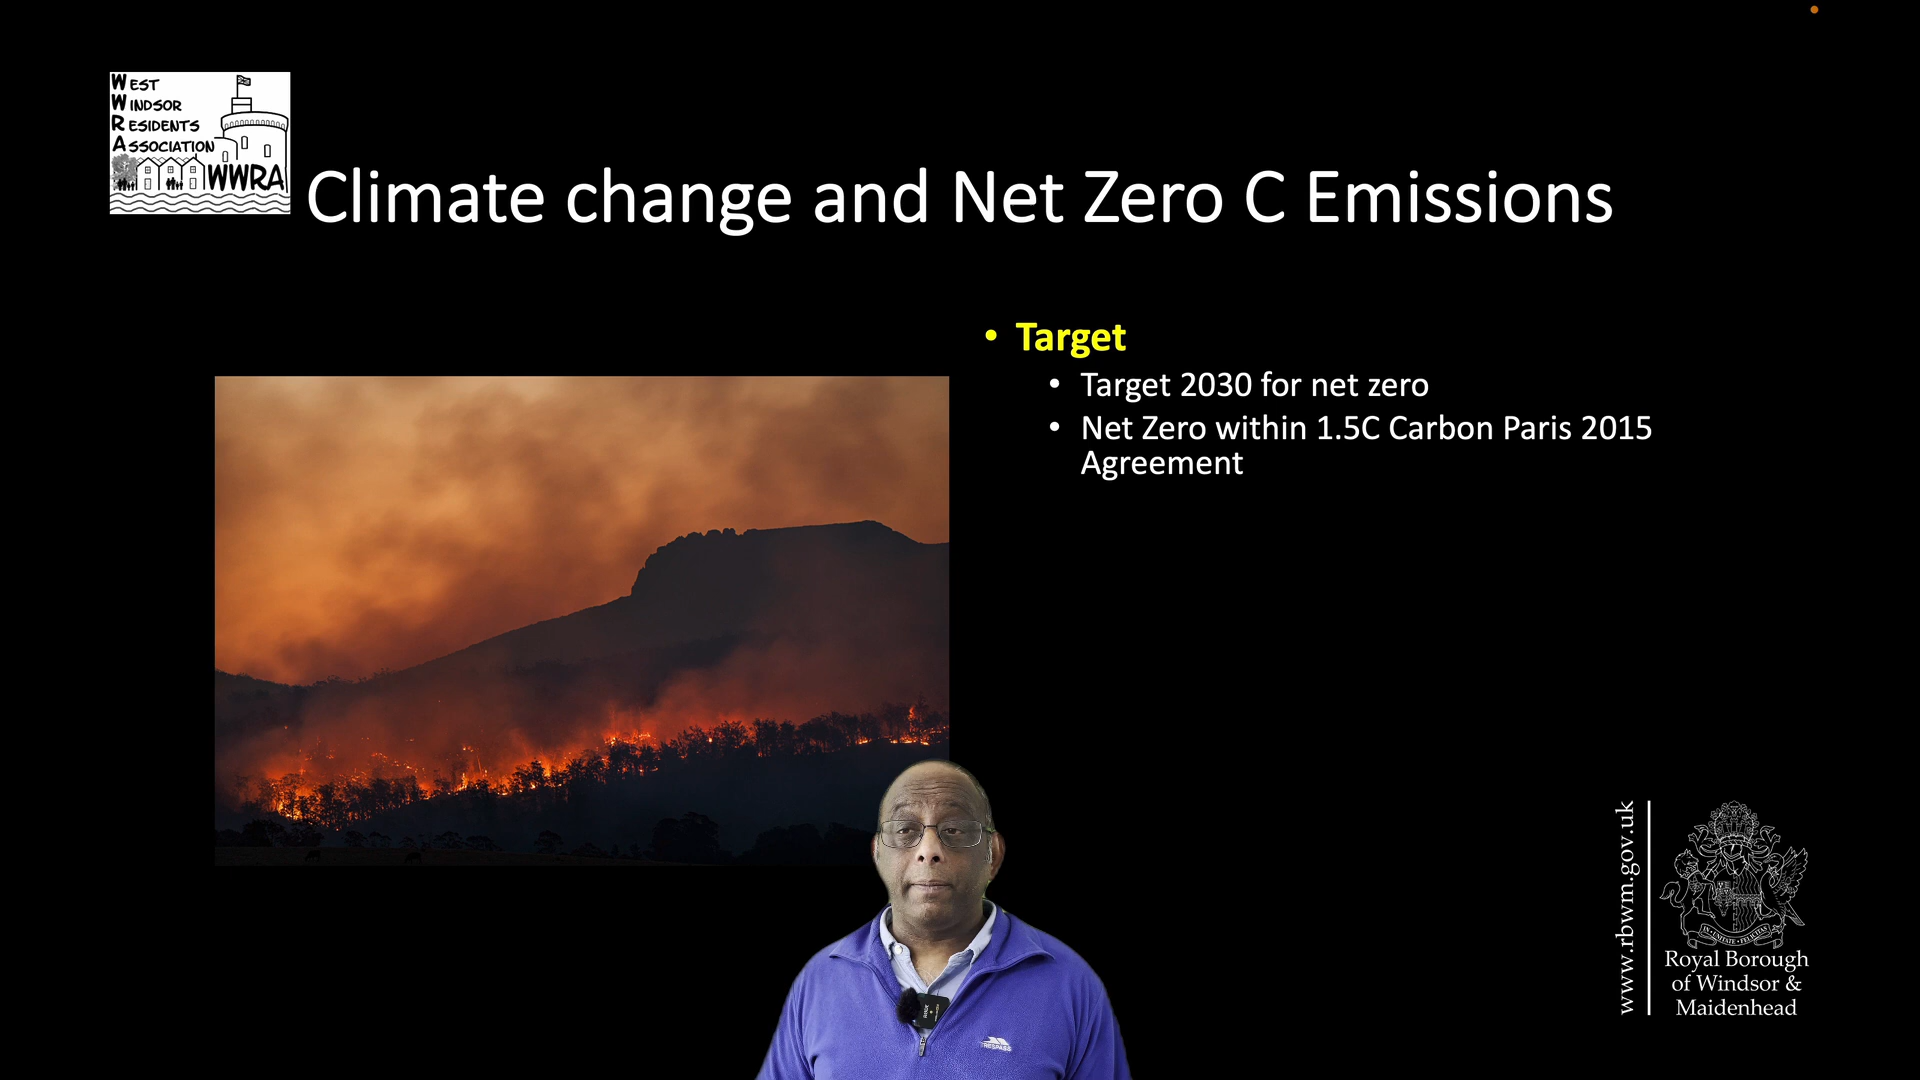 WEST
WINDSOR
RESIDENTS
ASSOCIATION
WWRA
Climate change and Net Zero C Emissions
• Target
• Target 2030 for net zero
• Net Zero within 1.5C Carbon Paris 2015
Agreement
TRESPASS
www.rbwm.gov.uk
Royal Borough
of Windsor &
Maidenhead